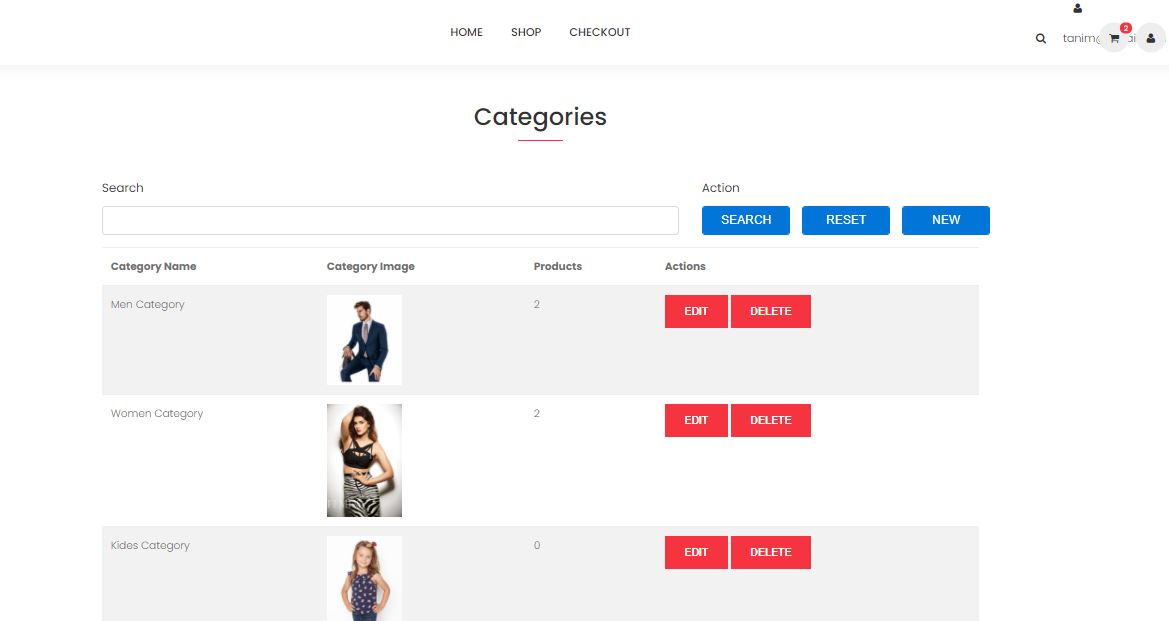 HOME SHOP CHECKOUT
2
tanim@
Categories
Search Action
SEARCH RESET NEW
Category Name Category Image Products Actions
Men Category 2 EDIT DELETE
Women Category 2 EDIT DELETE
Kides Category 0 EDIT DELETE